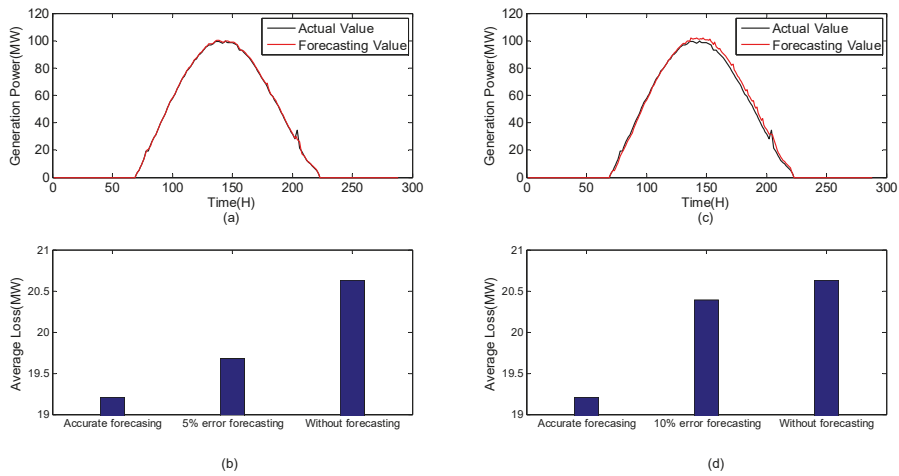 Generation Power(MW)
120
100
80
60
40
20
0
Actual Value
Forecasting Value
0 50 100 150 200 250 300
Time(H)
(a)
Generation Power(MW)
120
100
80
60
40
20
0
Actual Value
Forecasting Value
0 50 100 150 200 250 300
Time(H)
(c)
Average Loss(MW)
21
20.5
20
19.5
19
Accurate forecasing 5% error forecasting Without forecasting
(b)
Average Loss(MW)
21
20.5
20
19.5
19
Accurate forecasing 10% error forecasting Without forecasting
(d)